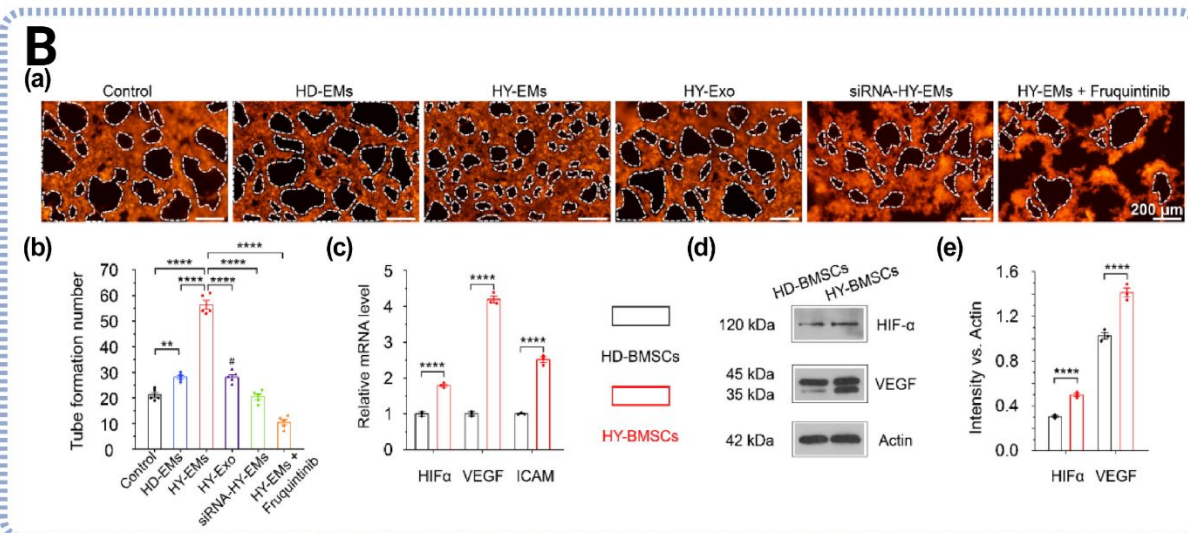 B
(a)
Control
HD-EMs
HY-EMs
HY-Exo
siRNA-HY-EMs
HY-EMs + Fruquintinib
200 µm
(b)
Tube formation number
70
60
50
40
30
20
10
0
****
****
****
****
****
**
#
Control
HD-EMs
HY-EMs
HY-Exo
siRNA-HY-EMs
HY-EMs +
Fruquintinib
(c)
Relative mRNA level
5
4
3
2
1
0
****
****
****
HIFα
VEGF
ICAM
HD-BMSCs
HY-BMSCs
(d)
HD-BMSCs
HY-BMSCs
120 kDa
HIF-α
45 kDa
35 kDa
VEGF
42 kDa
Actin
(e)
Intensity vs. Actin
1.6
1.2
0.8
0.4
0.0
****
****
HIFα
VEGF